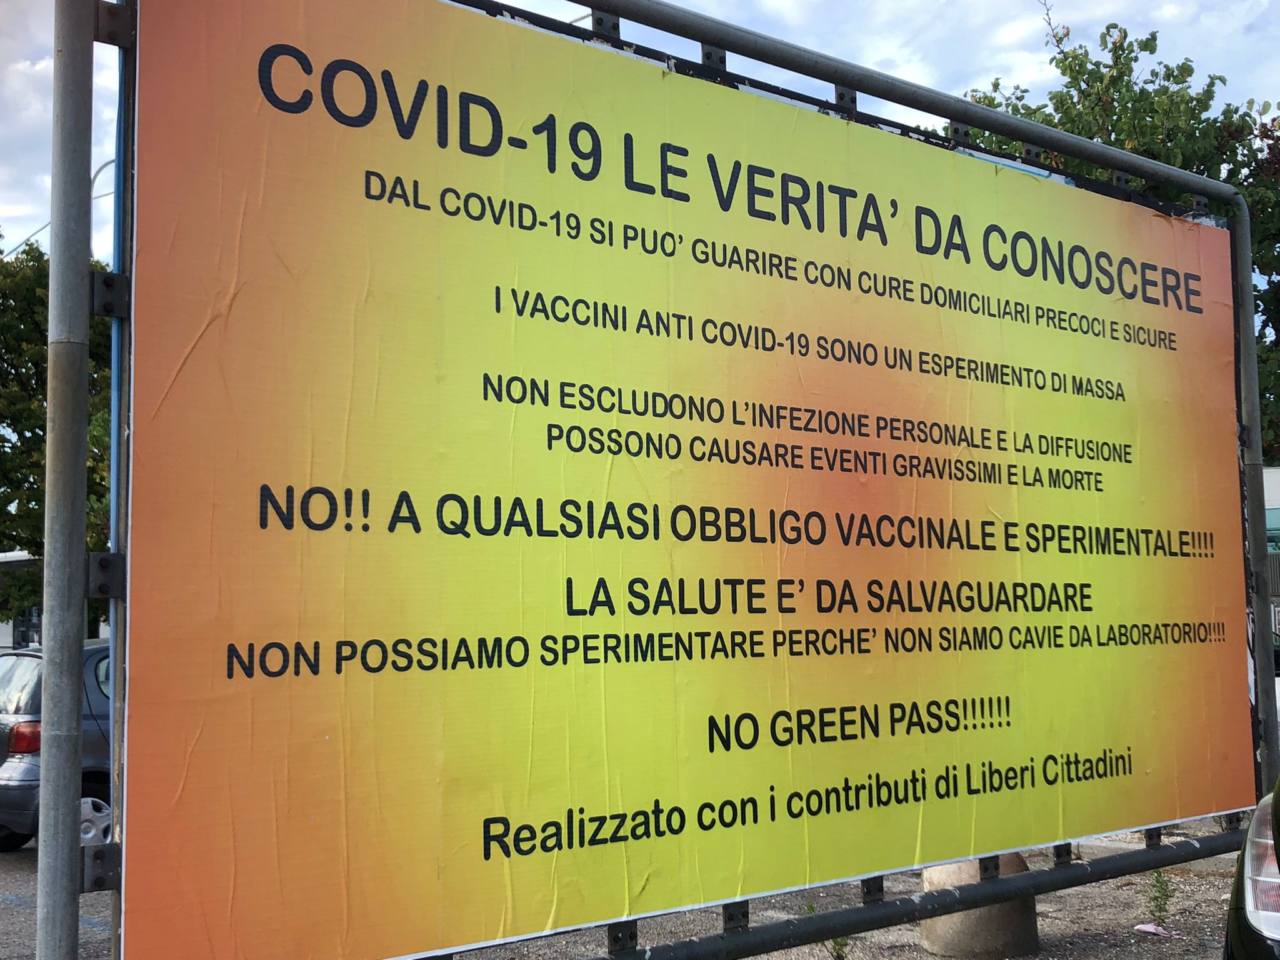 COVID-19 LE VERITA' DA CONOSCERE
DAL COVID-19 SI PUO' GUARIRE CON CURE DOMICILIARI PRECOCI E SICURE
I VACCINI ANTI COVID-19 SONO UN ESPERIMENTO DI MASSA
NON ESCLUDONO L'INFEZIONE PERSONALE E LA DIFFUSIONE
POSSONO CAUSARE EVENTI GRAVISSIMI E LA MORTE
NO!! A QUALSIASI OBBLIGO VACCINALE E SPERIMENTALE!!!!
LA SALUTE E' DA SALVAGUARDARE
NON POSSIAMO SPERIMENTARE PERCHE' NON SIAMO CAVIE DA LABORATORIO!!!!
NO GREEN PASS!!!!!!
Realizzato con i contributi di Liberi Cittadini